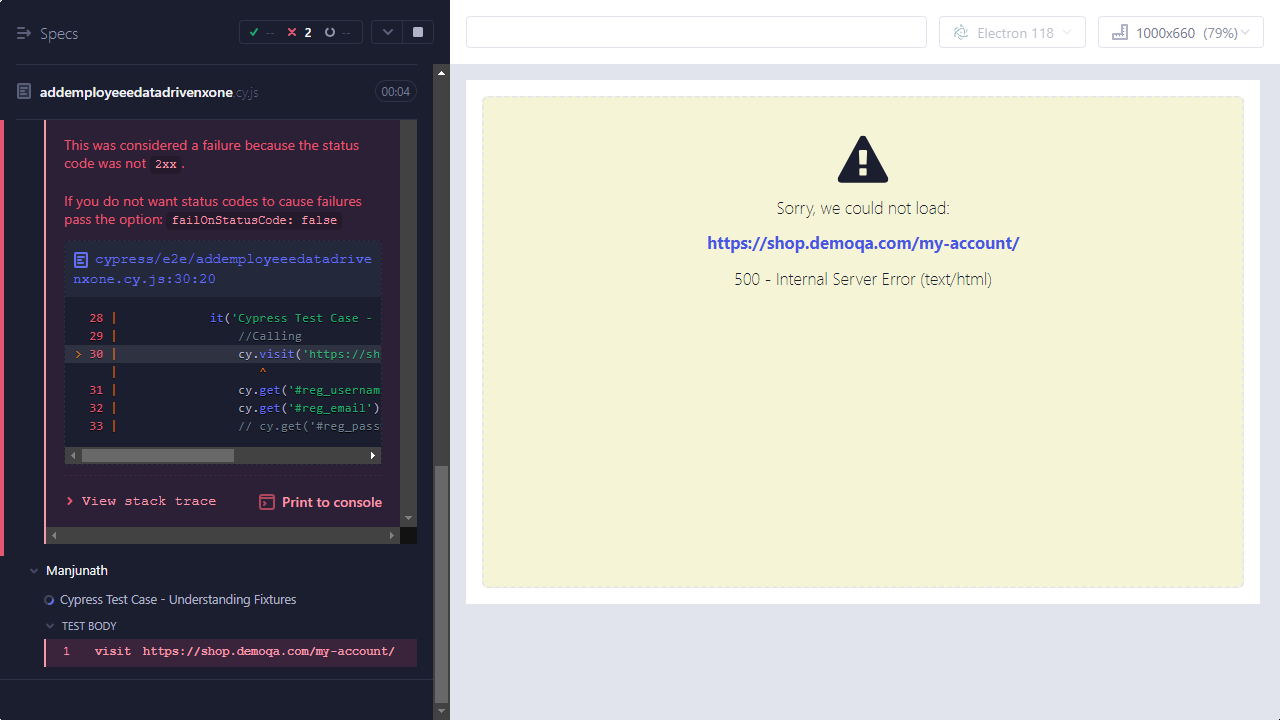 Specs
-- 2 --
Electron 118
1000x660 (79%)
addemployeeedatadrivenxone.cy.js
00:04
This was considered a failure because the status
code was not 2xx.
If you do not want status codes to cause failures
pass the option: failOnStatusCode: false
cypress/e2e/addemployeeedatadrive
nxone.cy.js:30:20
28 | it('Cypress Test Case -
29 | //Calling
> 30 | cy.visit('https://sh
| ^
31 | cy.get('#reg_usernam
32 | cy.get('#reg_email')
33 | // cy.get('#reg_pass
View stack trace
Print to console
Manjunath
Cypress Test Case - Understanding Fixtures
TEST BODY
1 visit https://shop.demoqa.com/my-account/
Sorry, we could not load:
https://shop.demoqa.com/my-account/
500 - Internal Server Error (text/html)